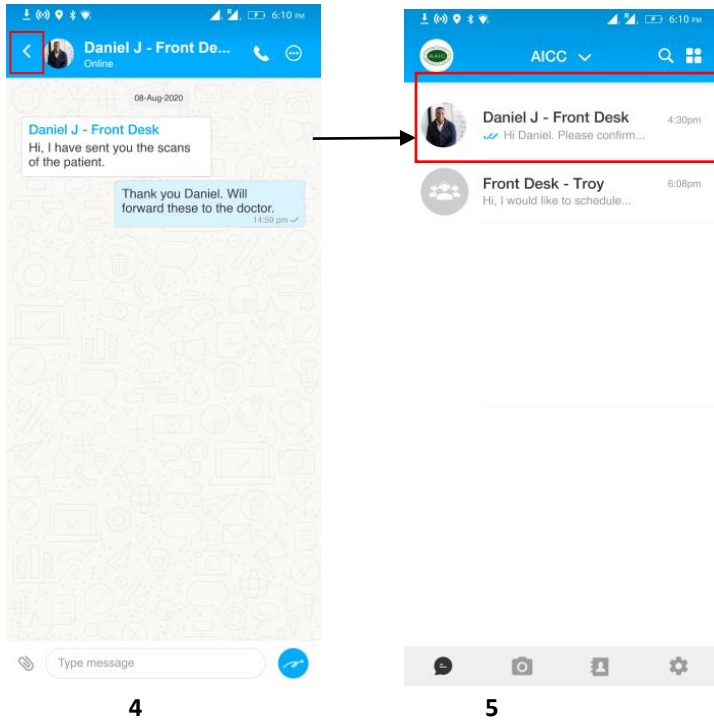 6:10 PM
Daniel J - Front De...
Online
08-Aug-2020
Daniel J - Front Desk
Hi, I have sent you the scans
of the patient.
Thank you Daniel. Will
forward these to the doctor.
14:59 pm
Type message
4
R
6:10 PM
AAIC
AICC
Daniel J - Front Desk
4:30pm
Hi Daniel. Please confirm...
Front Desk - Troy
6:08pm
Hi, I would like to schedule...
5